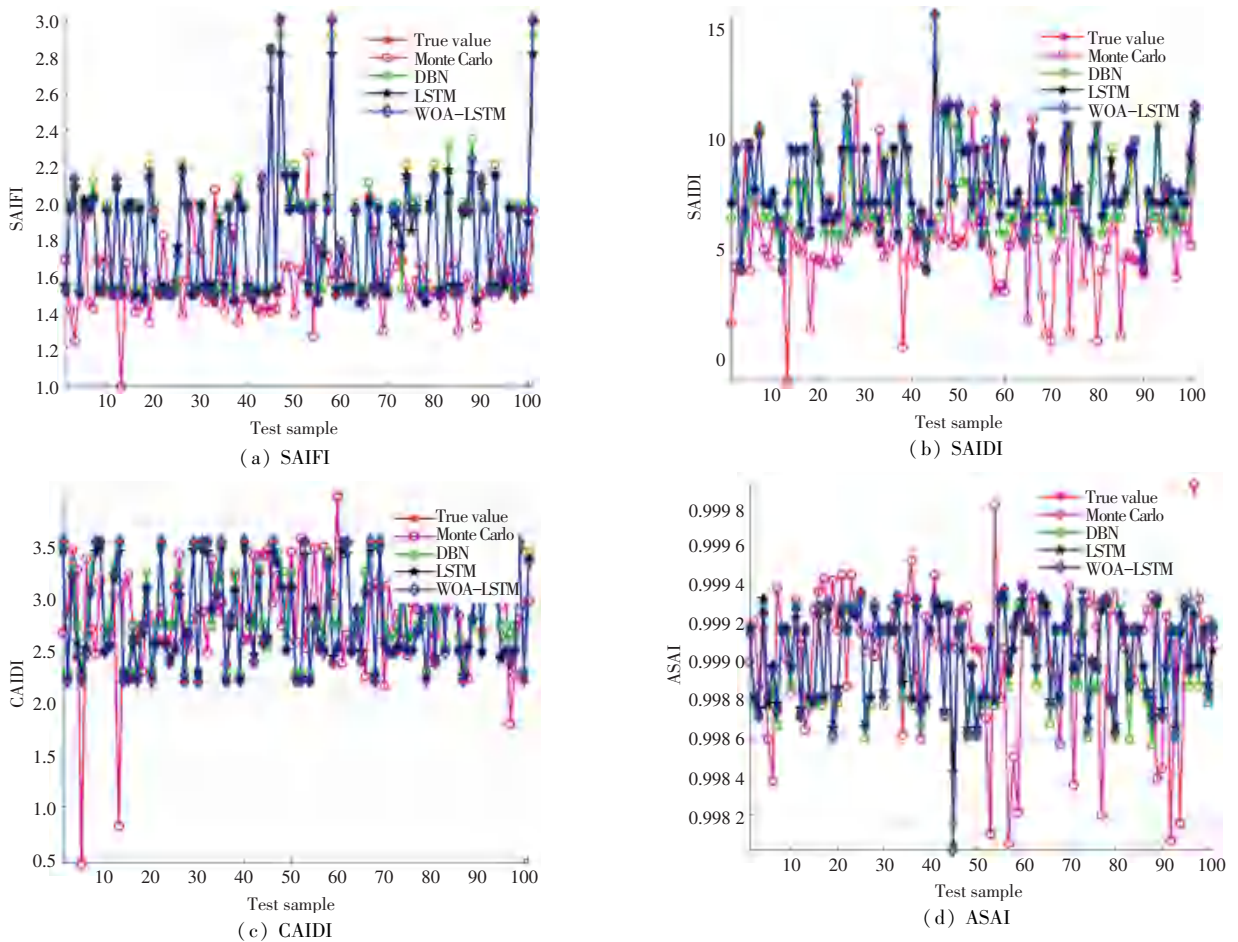 3.0
2.8
2.6
2.4
2.2
2.0
1.8
1.6
1.4
1.2
1.0
SAIFI
True value
Monte Carlo
DBN
LSTM
WOA-LSTM
10 20 30 40 50 60 70 80 90 100
Test sample
(a) SAIFI
15
10
5
0
SAIDI
True value
Monte Carlo
DBN
LSTM
WOA-LSTM
10 20 30 40 50 60 70 80 90 100
Test sample
(b) SAIDI
3.5
3.0
2.5
2.0
1.5
1.0
0.5
CAIDI
True value
Monte Carlo
DBN
LSTM
WOA-LSTM
10 20 30 40 50 60 70 80 90 100
Test sample
(c) CAIDI
0.999 8
0.999 6
0.999 4
0.999 2
0.999 0
0.998 8
0.998 6
0.998 4
0.998 2
ASAI
True value
Monte Carlo
DBN
LSTM
WOA-LSTM
10 20 30 40 50 60 70 80 90 100
Test sample
(d) ASAI